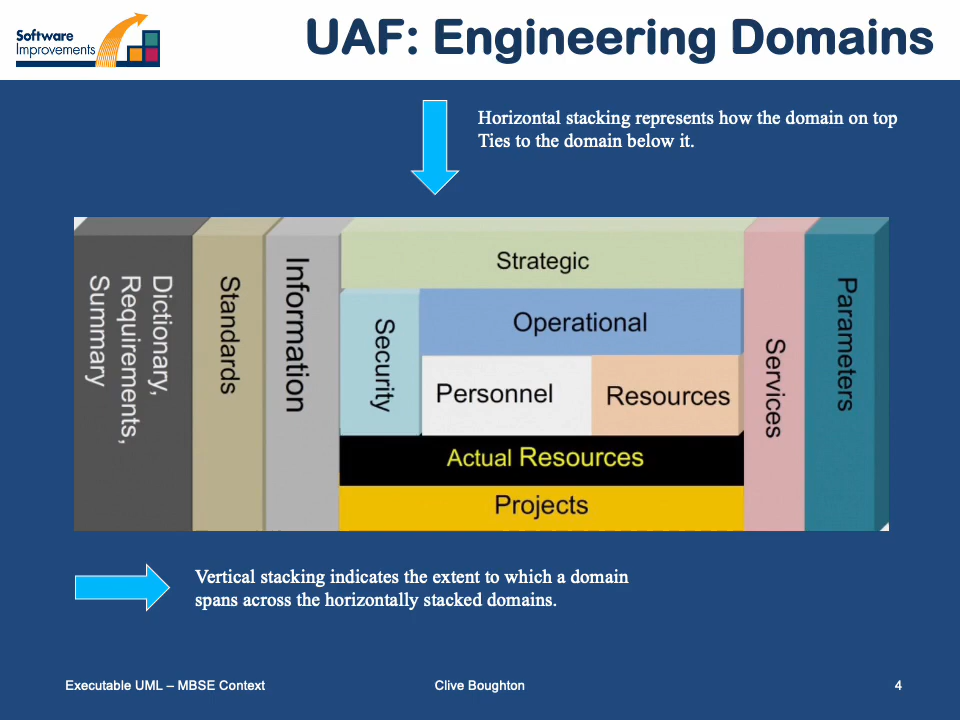 Software
Improvements
UAF: Engineering Domains
Horizontal stacking represents how the domain on top
Ties to the domain below it.
Dictionary,
Requirements,
Summary
Standards
Information
Strategic
Security
Operational
Personnel
Resources
Actual Resources
Projects
Services
Parameters
Vertical stacking indicates the extent to which a domain
spans across the horizontally stacked domains.
Executable UML – MBSE Context
Clive Boughton
4